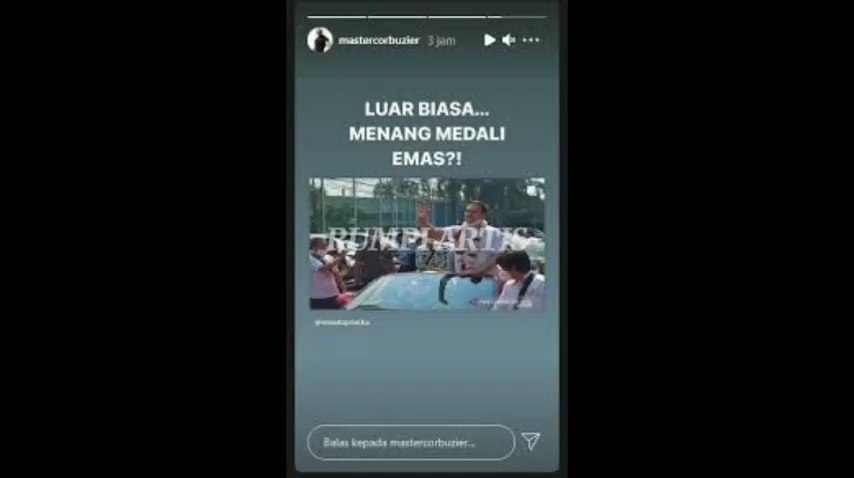 mastercorbuzier 3 jam
LUAR BIASA...
MENANG MEDALI
EMAS?!
RUMPI ARTIS
Balas kepada mastercorbuzier...